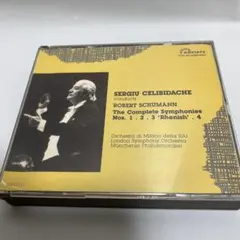 SERGIU CELIBIDACHE
conducts
ROBERT SCHUMANN
The Complete Symphonies
Nos. 1 . 2 . 3 'Rhenish' . 4
Orchestra di Milano della RAI
London Symphony Orchestra
Münchener Philharmoniker